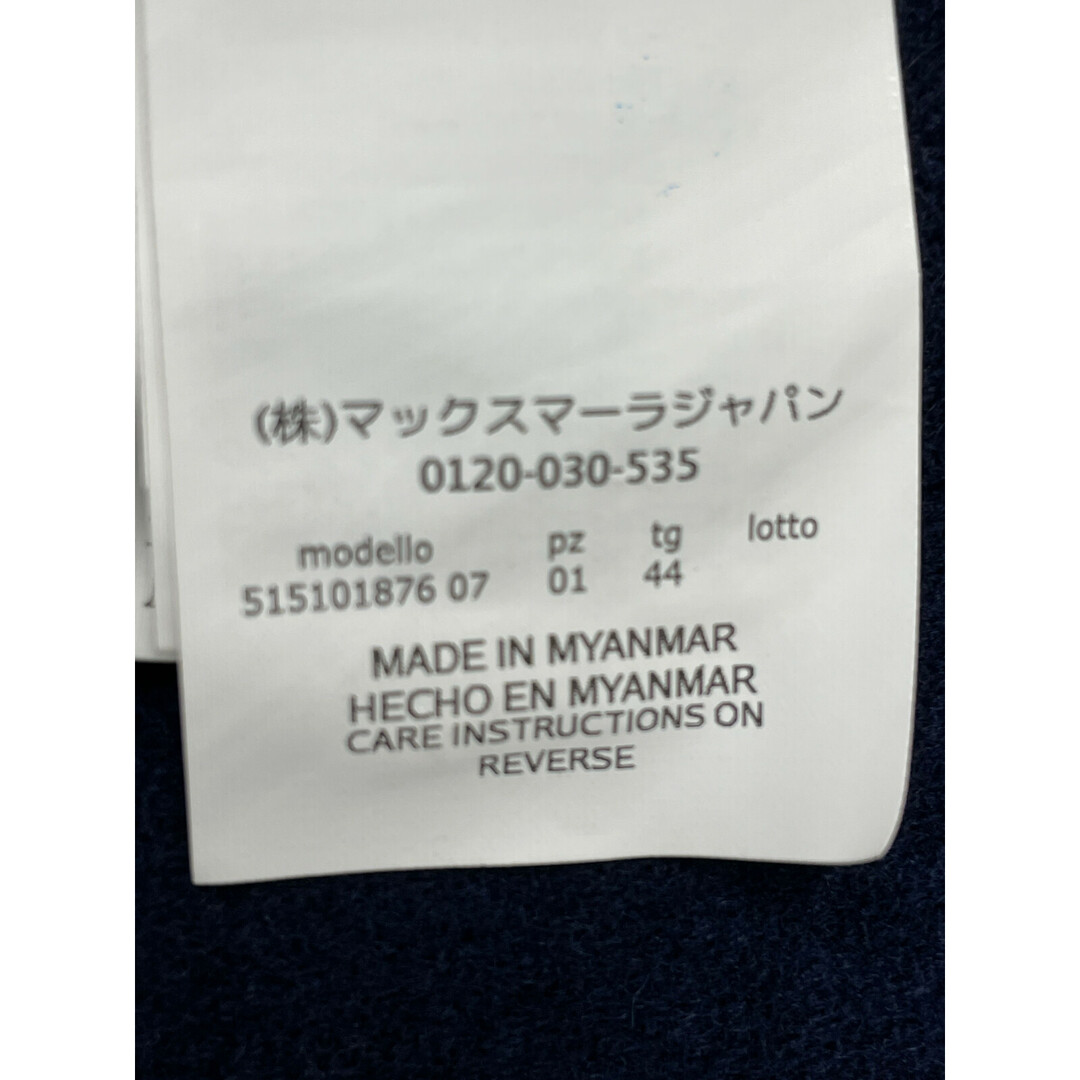 (株)マックスマーラジャパン
0120-030-535
modello pz tg lotto
515101876 07 01 44
MADE IN MYANMAR
HECHO EN MYANMAR
CARE INSTRUCTIONS ON
REVERSE